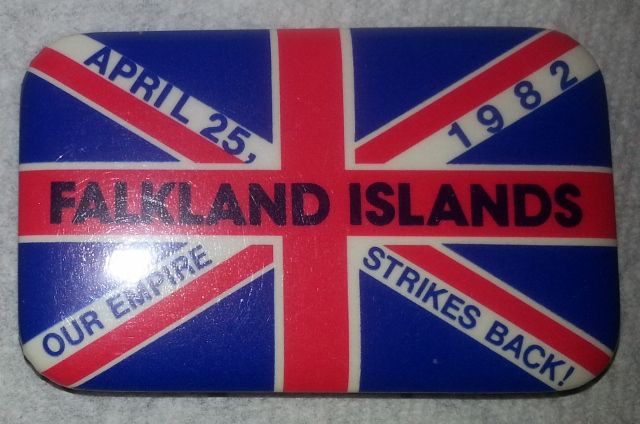 APRIL 25, 1982
FALKLAND ISLANDS
OUR EMPIRE STRIKES BACK!